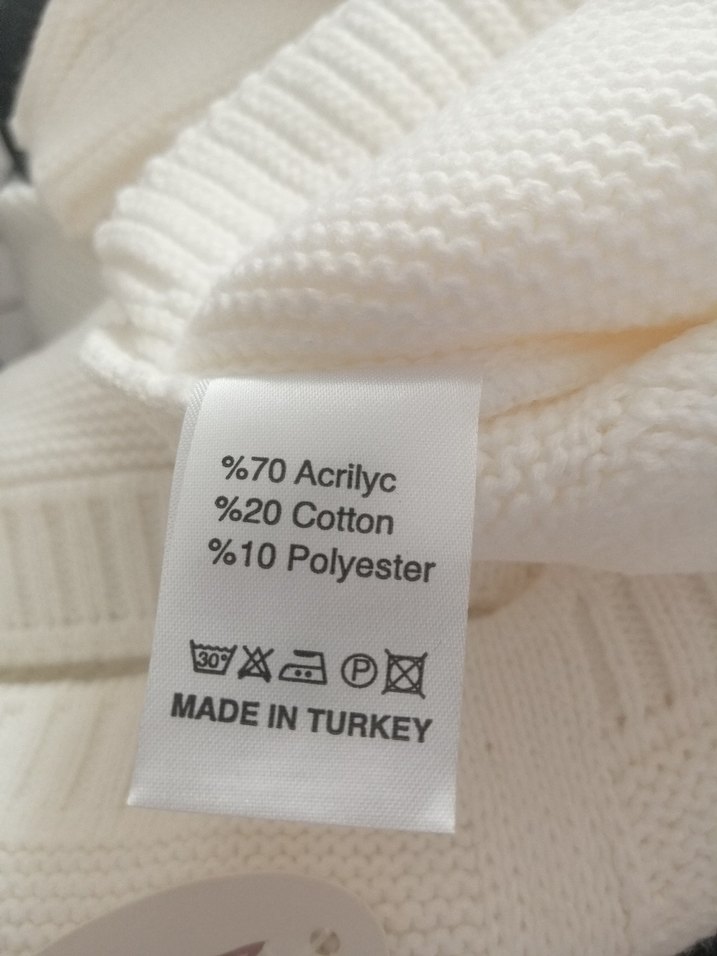 %70 Acrilyc
%20 Cotton
%10 Polyester
30° P
MADE IN TURKEY